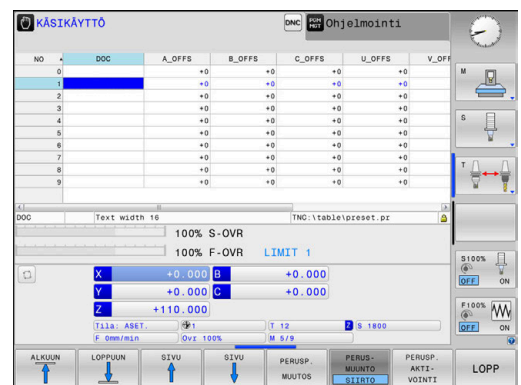 KÄSIKÄYTTÖ
DNC PGM MGT Ohjelmointi
NO DOC A_OFFS B_OFFS C_OFFS U_OFFS V_OFF
0 +0 +0 +0 +0
1 +0 +0 +0 +0
2 +0 +0 +0 +0
3 +0 +0 +0 +0
4 +0 +0 +0 +0
5 +0 +0 +0 +0
6 +0 +0 +0 +0
7 +0 +0 +0 +0
8 +0 +0 +0 +0
9 +0 +0 +0 +0
DOC Text width 16 TNC:\table\preset.pr
100% S-OVR
100% F-OVR LIMIT 1
X +0.000 B +0.000
Y +0.000 C +0.000
Z +110.000
Tila: ASET. 1 T 12 Z S 1800
F 0mm/min Ovr 100% M 5/9
M
S
T
S100%
OFF ON
F100%
OFF ON
ALKUUN
LOPPUUN
SIVU
SIVU
PERUSP.
MUUTOS
PERUS-
MUUNTO
SIIRTO
PERUSP.
AKTI-
VOINTI
LOPP